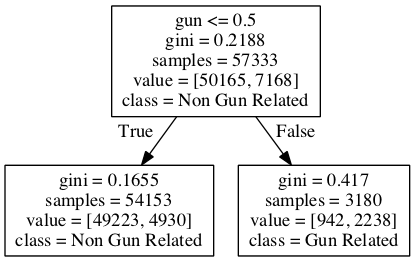 gun <= 0.5
gini = 0.2188
samples = 57333
value = [50165, 7168]
class = Non Gun Related
True
False
gini = 0.1655
samples = 54153
value = [49223, 4930]
class = Non Gun Related
gini = 0.417
samples = 3180
value = [942, 2238]
class = Gun Related